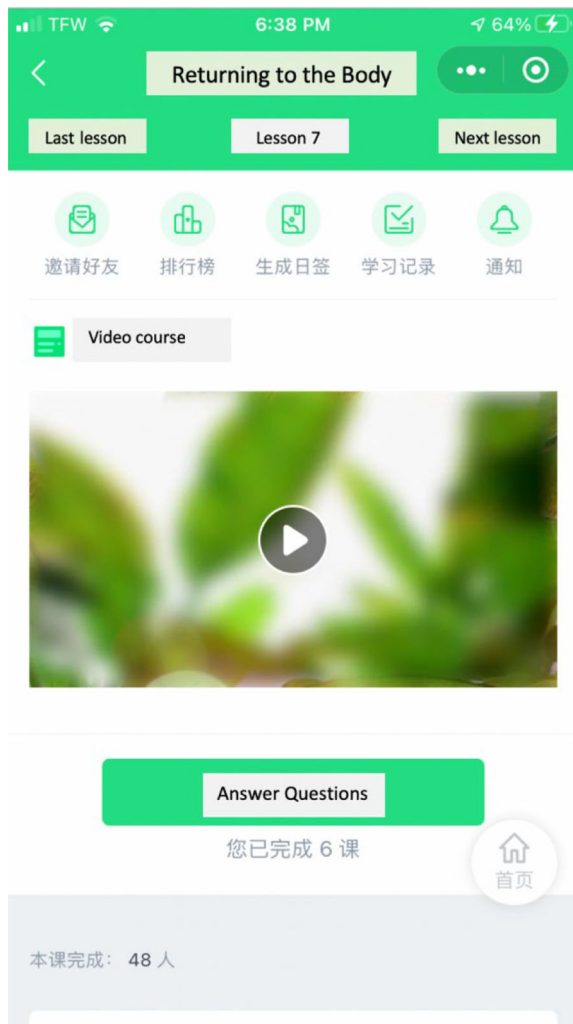 TFW 6:38 PM 64%
Returning to the Body
Last lesson Lesson 7 Next lesson
邀请好友 排行榜 生成日签 学习记录 通知
Video course
Answer Questions
您已完成 6 课
首页
本课完成： 48 人